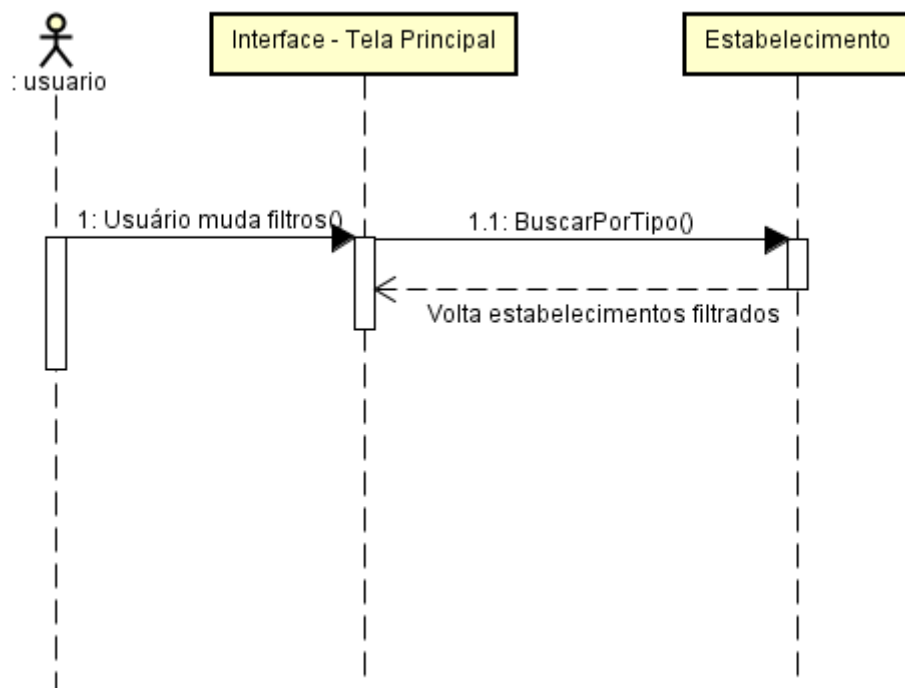 Interface - Tela Principal
Estabelecimento
: usuario
1: Usuário muda filtros()
1.1: BuscarPorTipo()
Volta estabelecimentos filtrados